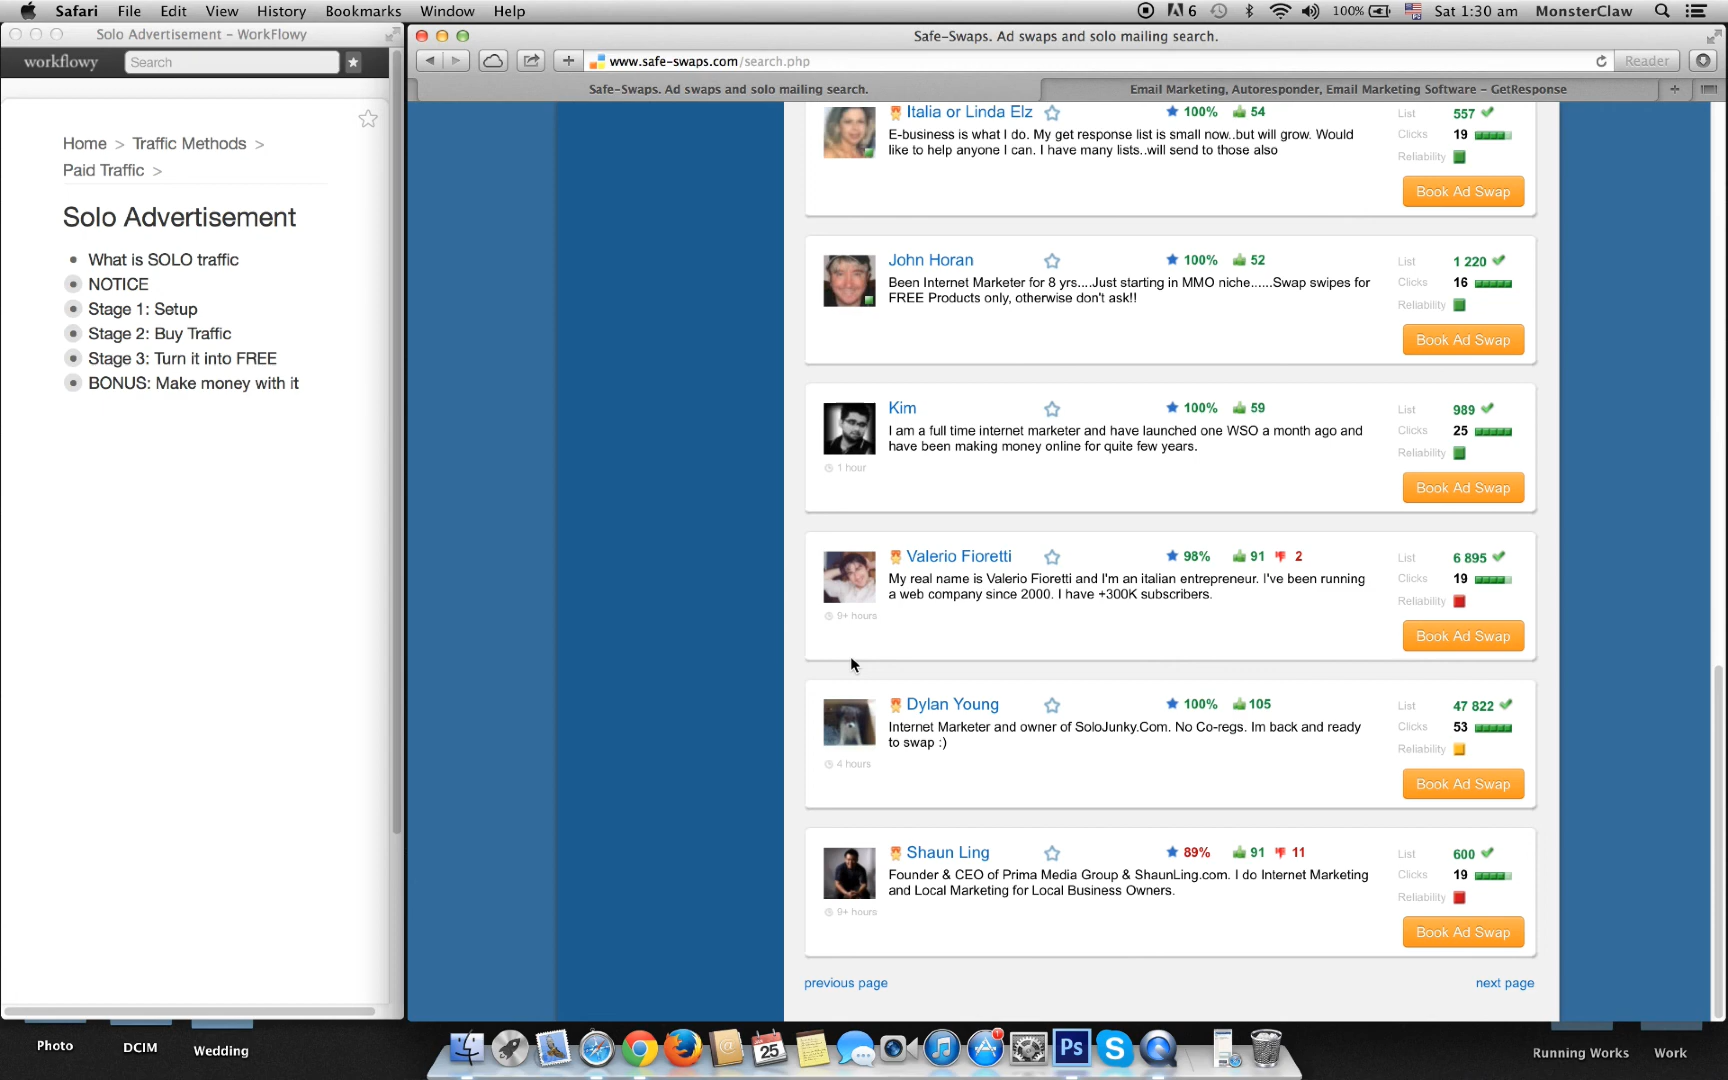 Safari File Edit View History Bookmarks Window Help
6 100% Sat 1:30 am MonsterClaw
Solo Advertisement – WorkFlowy
workflowy Search
Home > Traffic Methods >
Paid Traffic >
Solo Advertisement
What is SOLO traffic
NOTICE
Stage 1: Setup
Stage 2: Buy Traffic
Stage 3: Turn it into FREE
BONUS: Make money with it
Safe-Swaps. Ad swaps and solo mailing search.
www.safe-swaps.com/search.php Reader
Safe-Swaps. Ad swaps and solo mailing search. Email Marketing, Autoresponder, Email Marketing Software – GetResponse
Italia or Linda Elz 100% 54 List 557
E-business is what I do. My get response list is small now..but will grow. Would Clicks 19
like to help anyone I can. I have many lists..will send to those also Reliability
Book Ad Swap
John Horan 100% 52 List 1 220
Been Internet Marketer for 8 yrs....Just starting in MMO niche......Swap swipes for Clicks 16
FREE Products only, otherwise don't ask!! Reliability
Book Ad Swap
Kim 100% 59 List 989
I am a full time internet marketer and have launched one WSO a month ago and Clicks 25
have been making money online for quite few years. Reliability
1 hour
Book Ad Swap
Valerio Fioretti 98% 91 2 List 6 895
My real name is Valerio Fioretti and I'm an italian entrepreneur. I've been running Clicks 19
a web company since 2000. I have +300K subscribers. Reliability
9+ hours
Book Ad Swap
Dylan Young 100% 105 List 47 822
Internet Marketer and owner of SoloJunky.Com. No Co-regs. Im back and ready Clicks 53
to swap :) Reliability
4 hours
Book Ad Swap
Shaun Ling 89% 91 11 List 600
Founder & CEO of Prima Media Group & ShaunLing.com. I do Internet Marketing Clicks 19
and Local Marketing for Local Business Owners. Reliability
9+ hours
Book Ad Swap
previous page next page
Photo DCIM Wedding 25 1 Ps Running Works Work